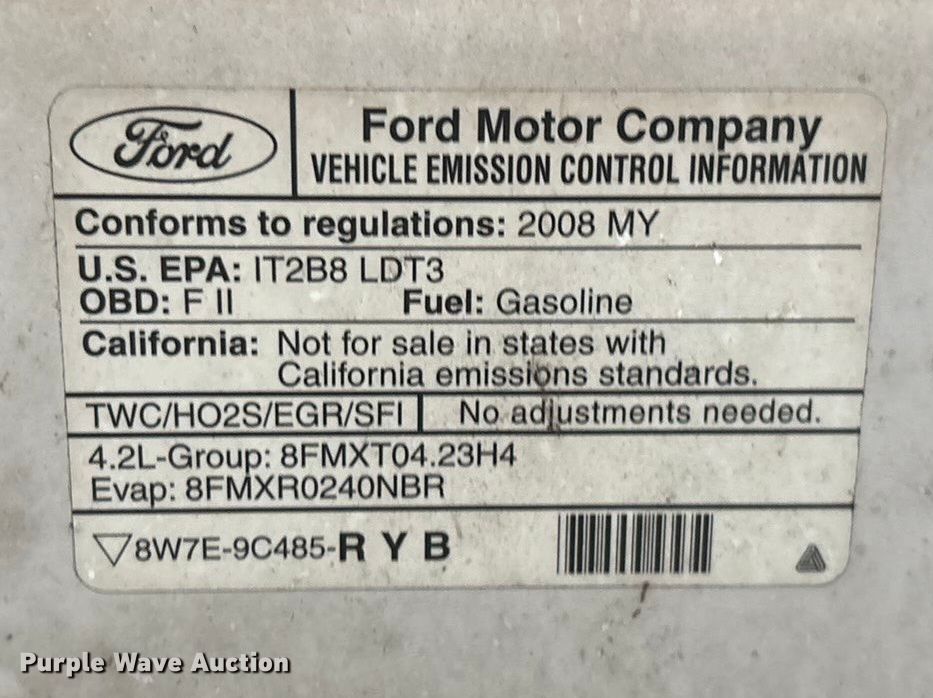 Ford
Ford Motor Company
VEHICLE EMISSION CONTROL INFORMATION
Conforms to regulations: 2008 MY
U.S. EPA: IT2B8 LDT3
OBD: F II Fuel: Gasoline
California: Not for sale in states with
California emissions standards.
TWC/HO2S/EGR/SFI No adjustments needed.
4.2L-Group: 8FMXT04.23H4
Evap: 8FMXR0240NBR
▽8W7E-9C485-R Y B
Purple Wave Auction